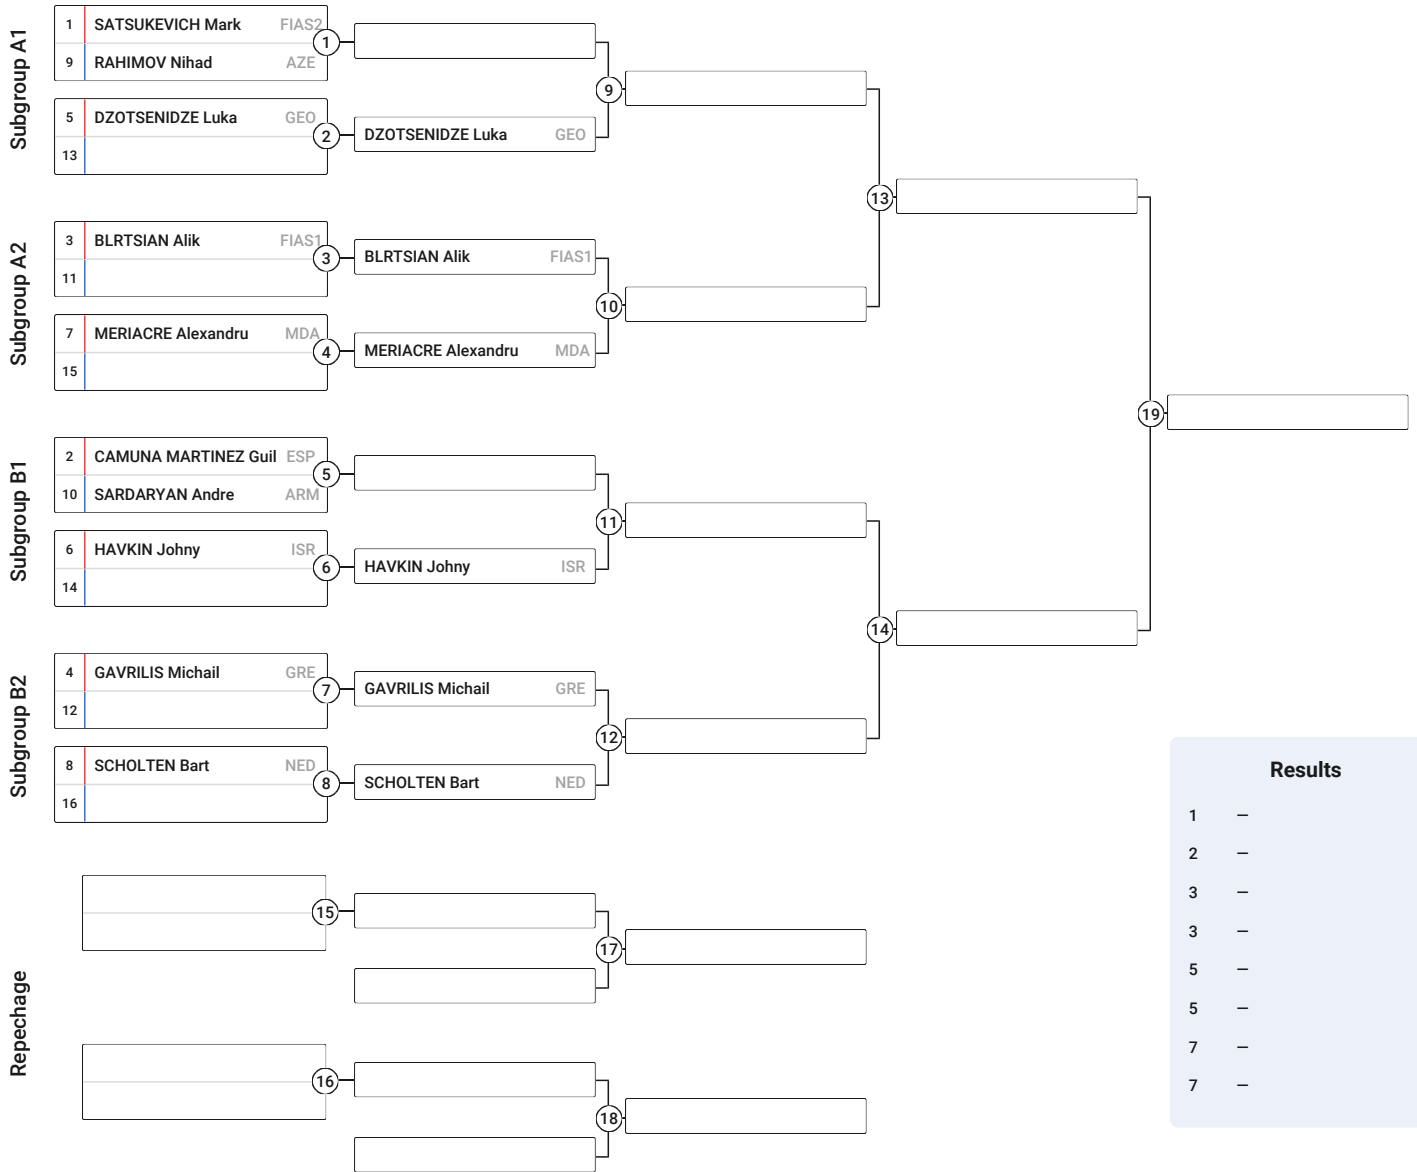 Subgroup A1
1 SATSUKEVICH Mark FIAS2
9 RAHIMOV Nihad AZE
1
5 DZOTSENIDZE Luka GEO
13
2
DZOTSENIDZE Luka GEO
9
Subgroup A2
3 BLRTSIAN Alik FIAS1
11
3
BLRTSIAN Alik FIAS1
7 MERIACRE Alexandru MDA
15
4
MERIACRE Alexandru MDA
10
13
Subgroup B1
2 CAMUNA MARTINEZ Guil ESP
10 SARDARYAN Andre ARM
5
6 HAVKIN Johny ISR
14
6
HAVKIN Johny ISR
11
Subgroup B2
4 GAVRILIS Michail GRE
12
7
GAVRILIS Michail GRE
8 SCHOLTEN Bart NED
16
8
SCHOLTEN Bart NED
12
14
19
Repechage
15
17
16
18
Results
1 –
2 –
3 –
3 –
5 –
5 –
7 –
7 –